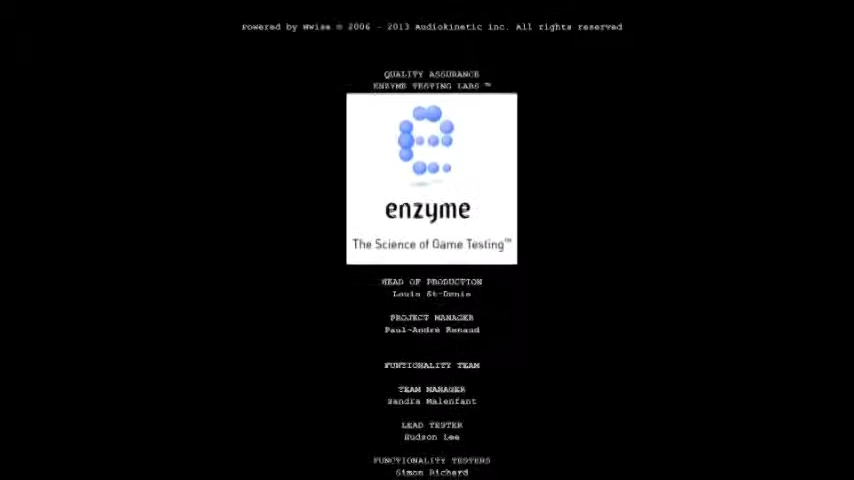 Powered by Wwise © 2006 - 2013 Audiokinetic inc. All rights reserved
QUALITY ASSURANCE
ENZYME TESTING LABS ™
enzyme
The Science of Game Testing™
HEAD OF PRODUCTION
Louis St-Denis
PROJECT MANAGER
Paul-André Renaud
FUNTIONALITY TEAM
TEAM MANAGER
Sandra Malenfant
LEAD TESTER
Hudson Lee
FUNCTIONALITY TESTERS
Simon Richard